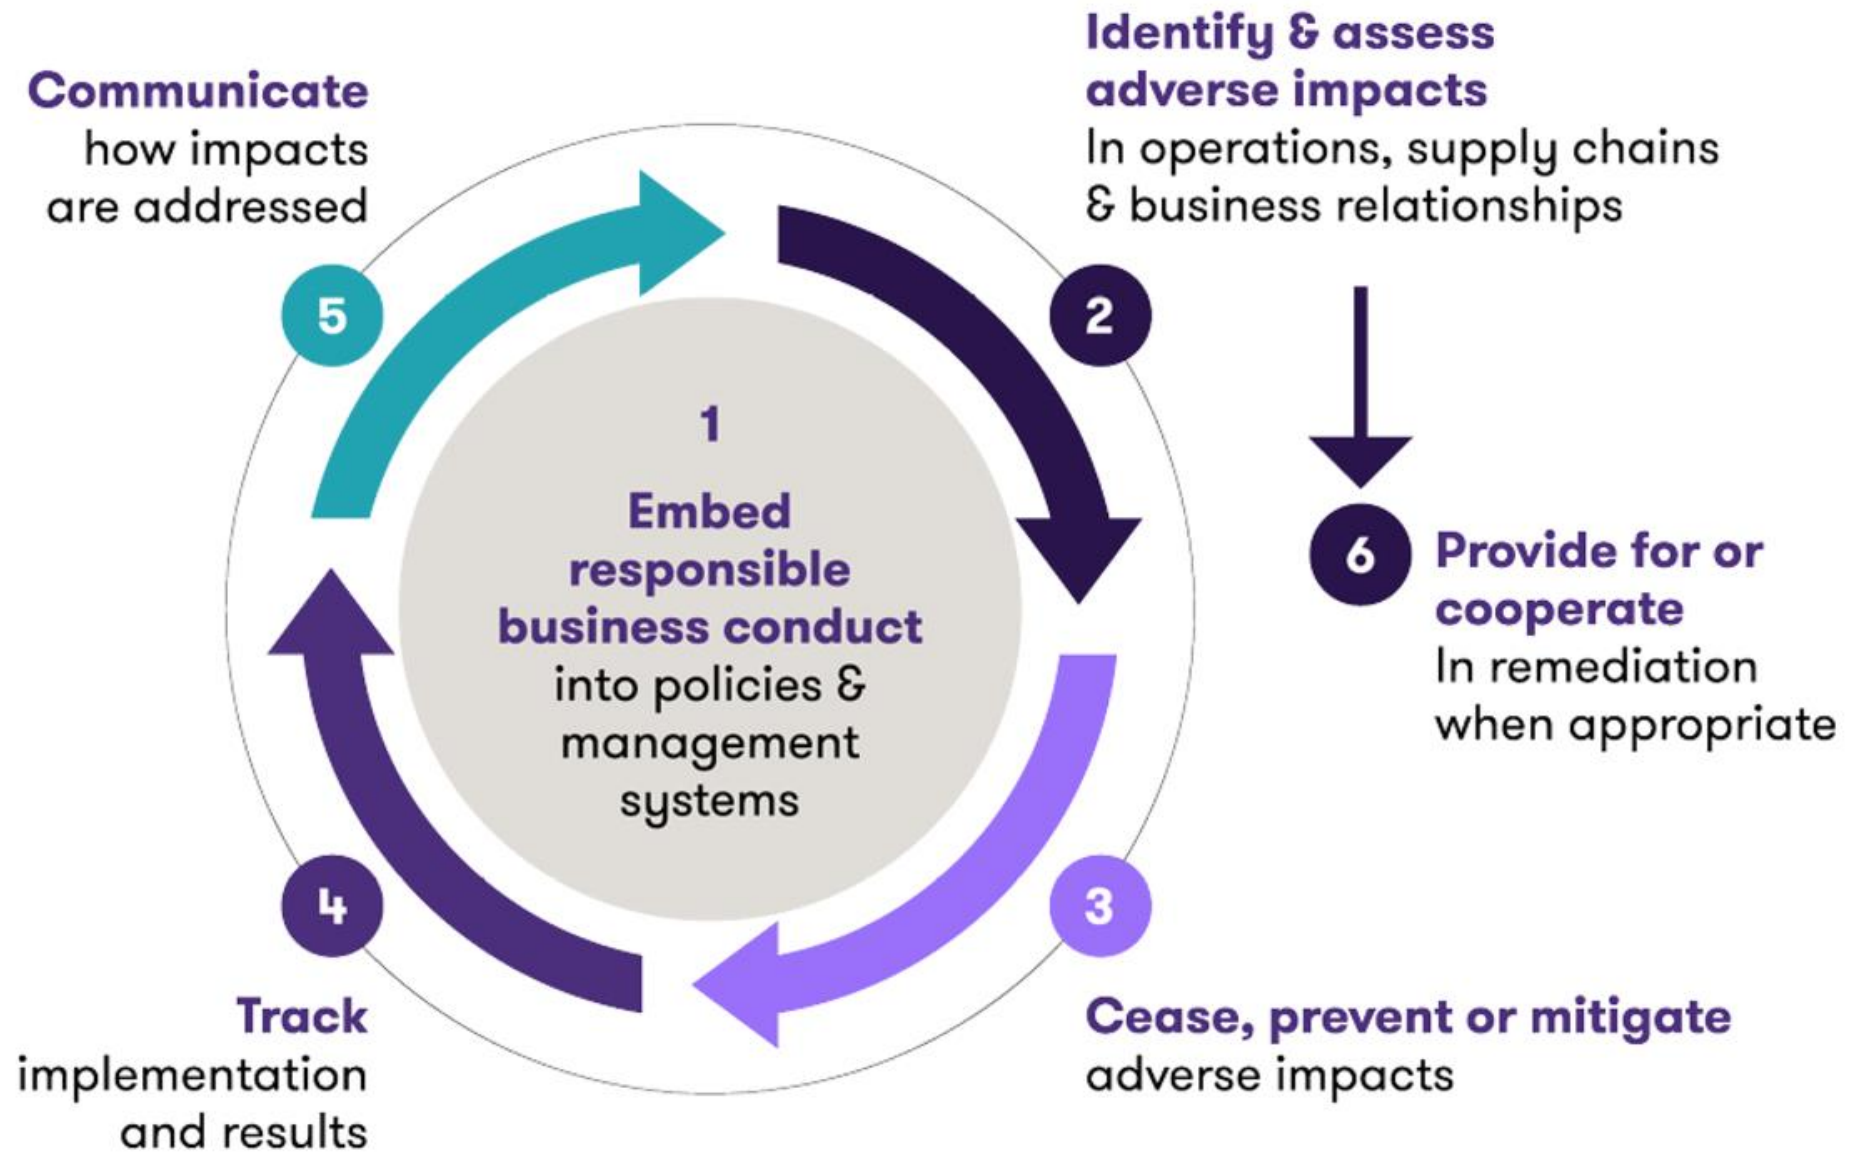 1
Embed
responsible
business conduct
into policies &
management
systems
2
Identify & assess
adverse impacts
In operations, supply chains
& business relationships
3
Cease, prevent or mitigate
adverse impacts
4
Track
implementation
and results
5
Communicate
how impacts
are addressed
6
Provide for or
cooperate
In remediation
when appropriate